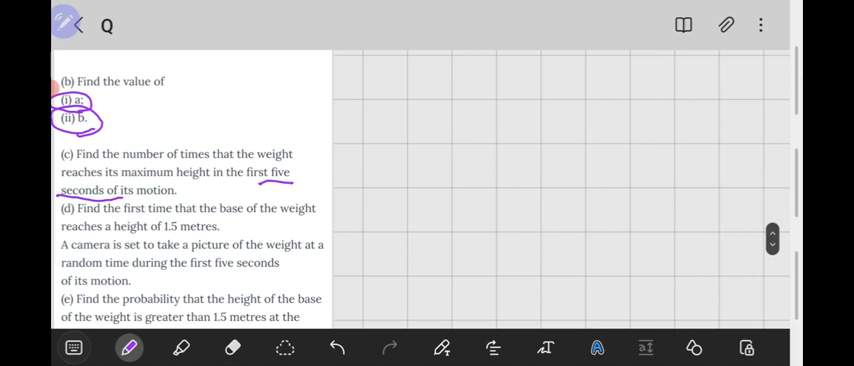 Q
(b) Find the value of
(i) a;
(ii) b.
(c) Find the number of times that the weight
reaches its maximum height in the first five
seconds of its motion.
(d) Find the first time that the base of the weight
reaches a height of 1.5 metres.
A camera is set to take a picture of the weight at a
random time during the first five seconds
of its motion.
(e) Find the probability that the height of the base
of the weight is greater than 1.5 metres at the